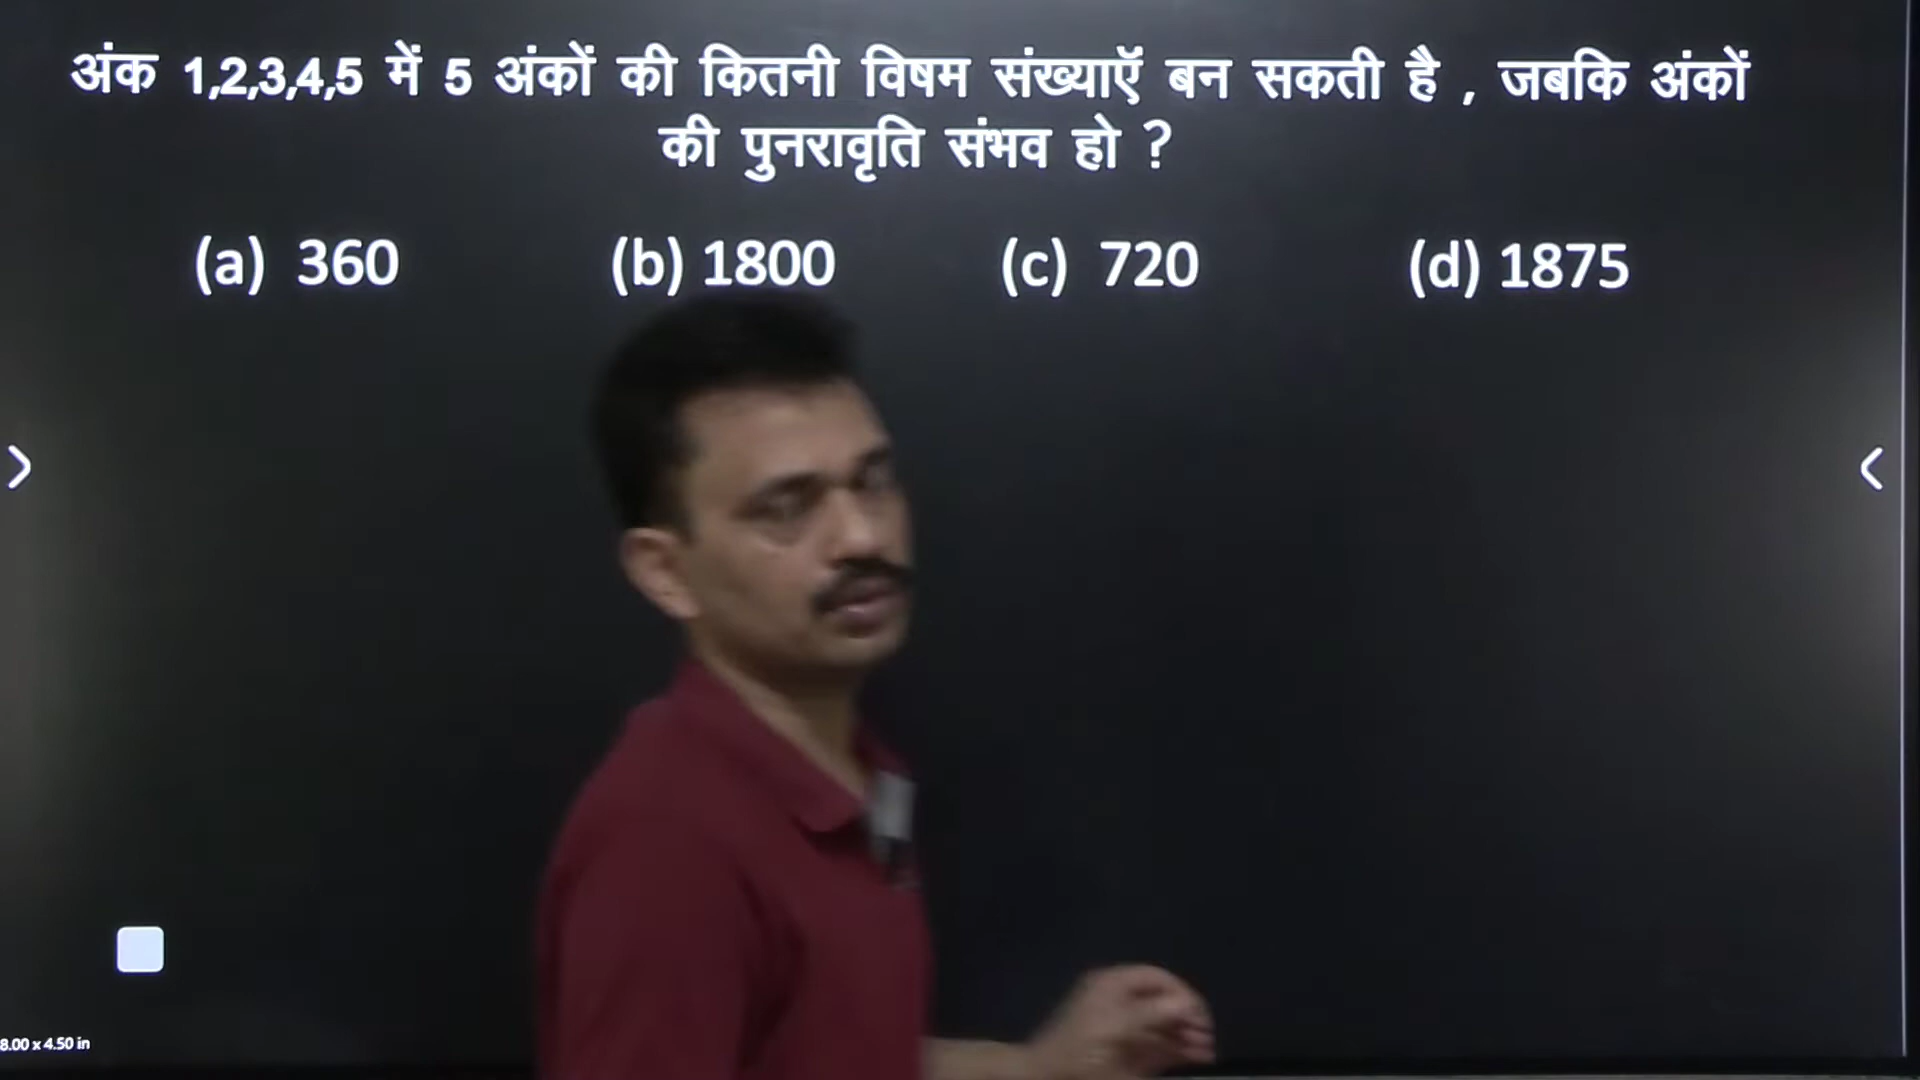 अंक 1,2,3,4,5 में 5 अंकों की कितनी विषम संख्याऍ बन सकती है , जबकि अंकों
की पुनरावृति संभव हो ?
(a) 360 (b) 1800 (c) 720 (d) 1875
8.00 x 4.50 in